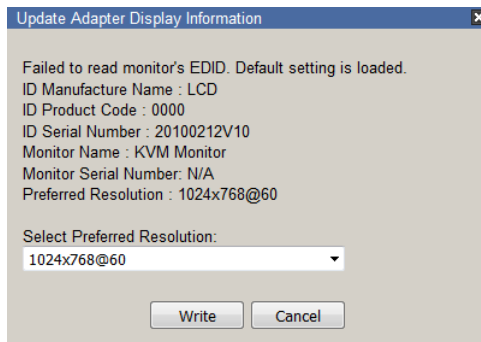 Update Adapter Display Information
Failed to read monitor's EDID. Default setting is loaded.
ID Manufacture Name : LCD
ID Product Code : 0000
ID Serial Number : 20100212V10
Monitor Name : KVM Monitor
Monitor Serial Number: N/A
Preferred Resolution : 1024x768@60
Select Preferred Resolution:
1024x768@60
Write Cancel